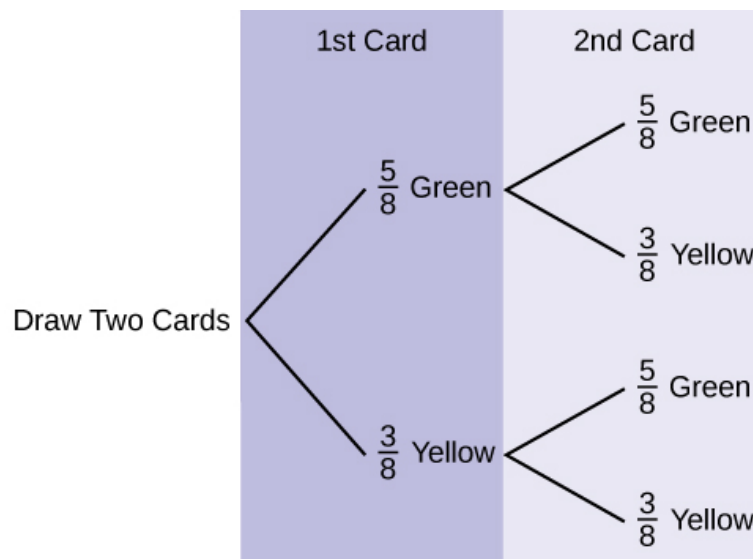 1st Card
2nd Card
5/8 Green
5/8 Green
3/8 Yellow
Draw Two Cards
3/8 Yellow
5/8 Green
3/8 Yellow